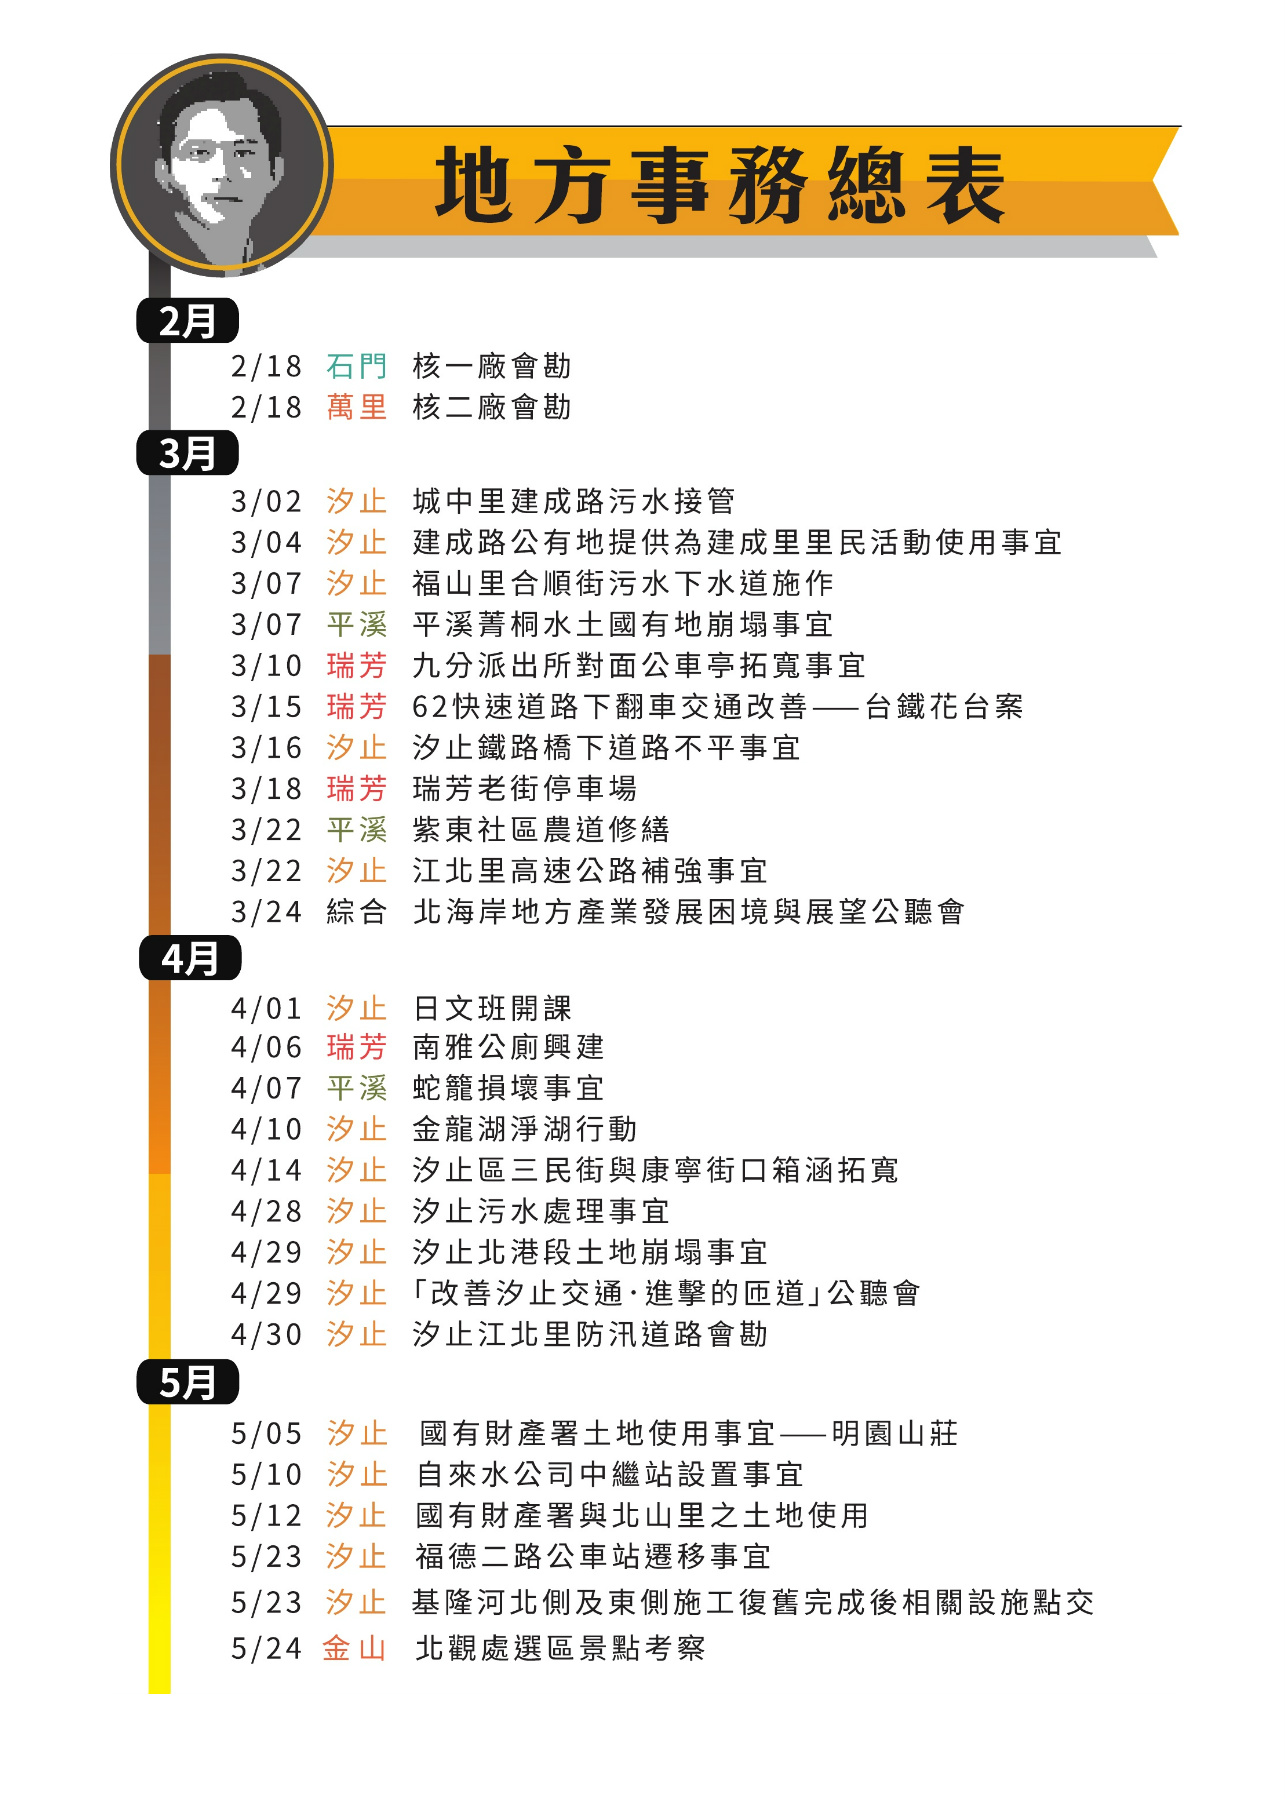 地方事務總表
2月
2/18 石門 核一廠會勘
2/18 萬里 核二廠會勘
3月
3/02 汐止 城中里建成路污水接管
3/04 汐止 建成路公有地提供為建成里里民活動使用事宜
3/07 汐止 福山里合順街污水下水道施作
3/07 平溪 平溪菁桐水土國有地崩塌事宜
3/10 瑞芳 九分派出所對面公車亭拓寬事宜
3/15 瑞芳 62快速道路下翻車交通改善——台鐵花台案
3/16 汐止 汐止鐵路橋下道路不平事宜
3/18 瑞芳 瑞芳老街停車場
3/22 平溪 紫東社區農道修繕
3/22 汐止 江北里高速公路補強事宜
3/24 綜合 北海岸地方產業發展困境與展望公聽會
4月
4/01 汐止 日文班開課
4/06 瑞芳 南雅公廁興建
4/07 平溪 蛇籠損壞事宜
4/10 汐止 金龍湖淨湖行動
4/14 汐止 汐止區三民街與康寧街口箱涵拓寬
4/28 汐止 汐止污水處理事宜
4/29 汐止 汐止北港段土地崩塌事宜
4/29 汐止 「改善汐止交通·進擊的匝道」公聽會
4/30 汐止 汐止江北里防汛道路會勘
5月
5/05 汐止 國有財產署土地使用事宜——明園山莊
5/10 汐止 自來水公司中繼站設置事宜
5/12 汐止 國有財產署與北山里之土地使用
5/23 汐止 福德二路公車站遷移事宜
5/23 汐止 基隆河北側及東側施工復舊完成後相關設施點交
5/24 金山 北觀處選區景點考察